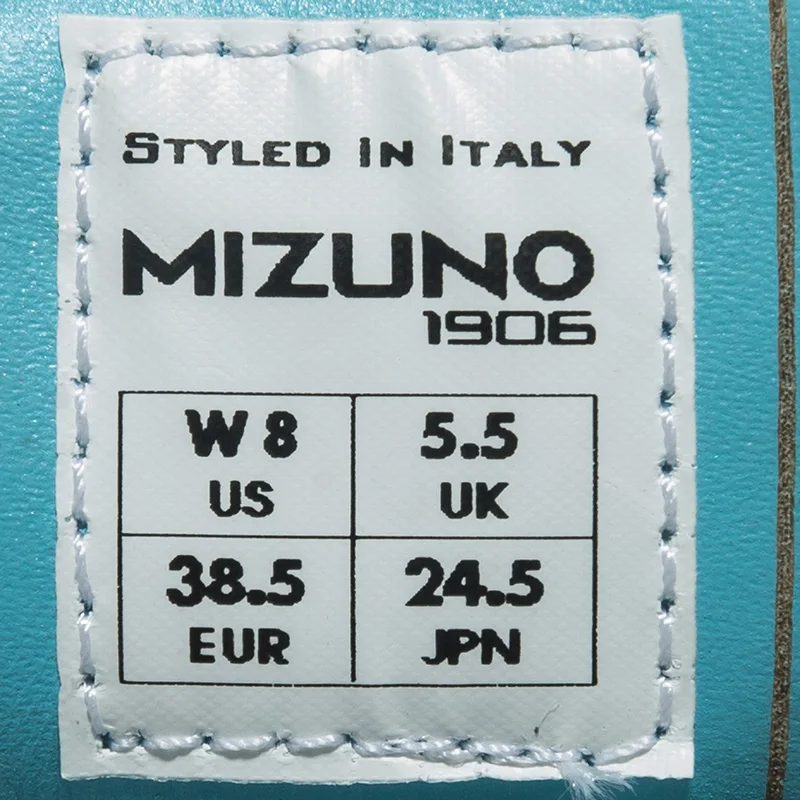 STYLED IN ITALY
MIZUNO
1906
W 8 5.5
US UK
38.5 24.5
EUR JPN